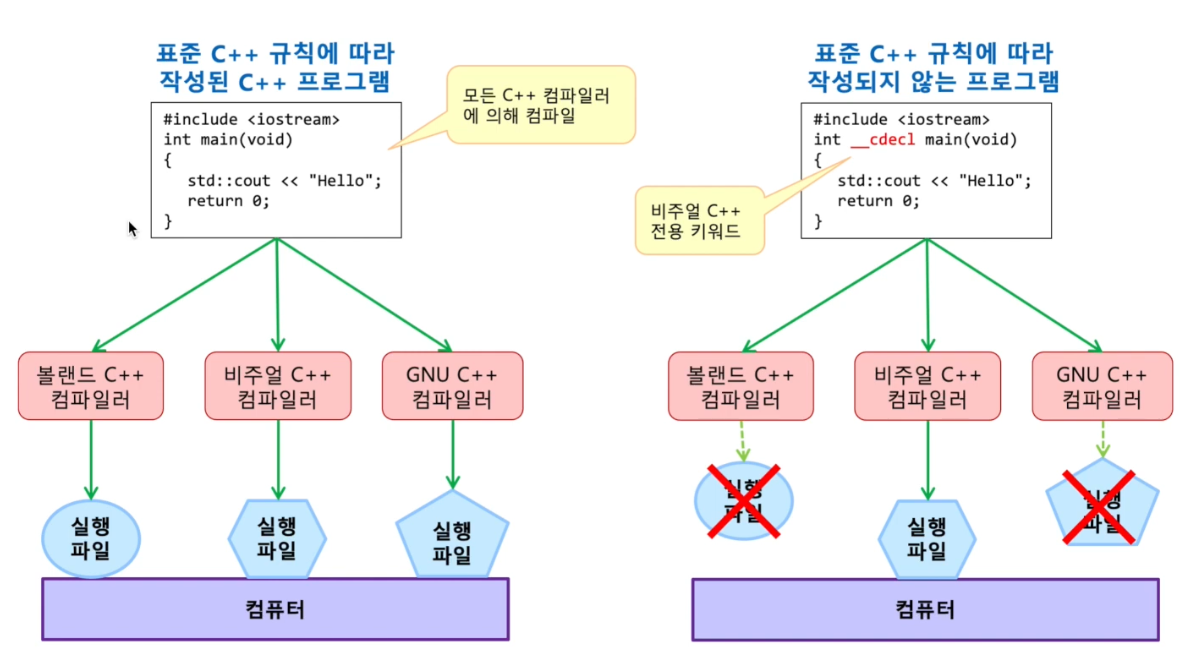 표준 C++ 규칙에 따라
작성된 C++ 프로그램
#include <iostream>
int main(void)
{
std::cout << "Hello";
return 0;
}
모든 C++ 컴파일러
에 의해 컴파일
볼랜드 C++
컴파일러
비주얼 C++
컴파일러
GNU C++
컴파일러
실행
파일
실행
파일
실행
파일
컴퓨터
표준 C++ 규칙에 따라
작성되지 않는 프로그램
#include <iostream>
int __cdecl main(void)
{
std::cout << "Hello";
return 0;
}
비주얼 C++
전용 키워드
볼랜드 C++
컴파일러
비주얼 C++
컴파일러
GNU C++
컴파일러
실행
파일
실행
파일
실행
파일
컴퓨터